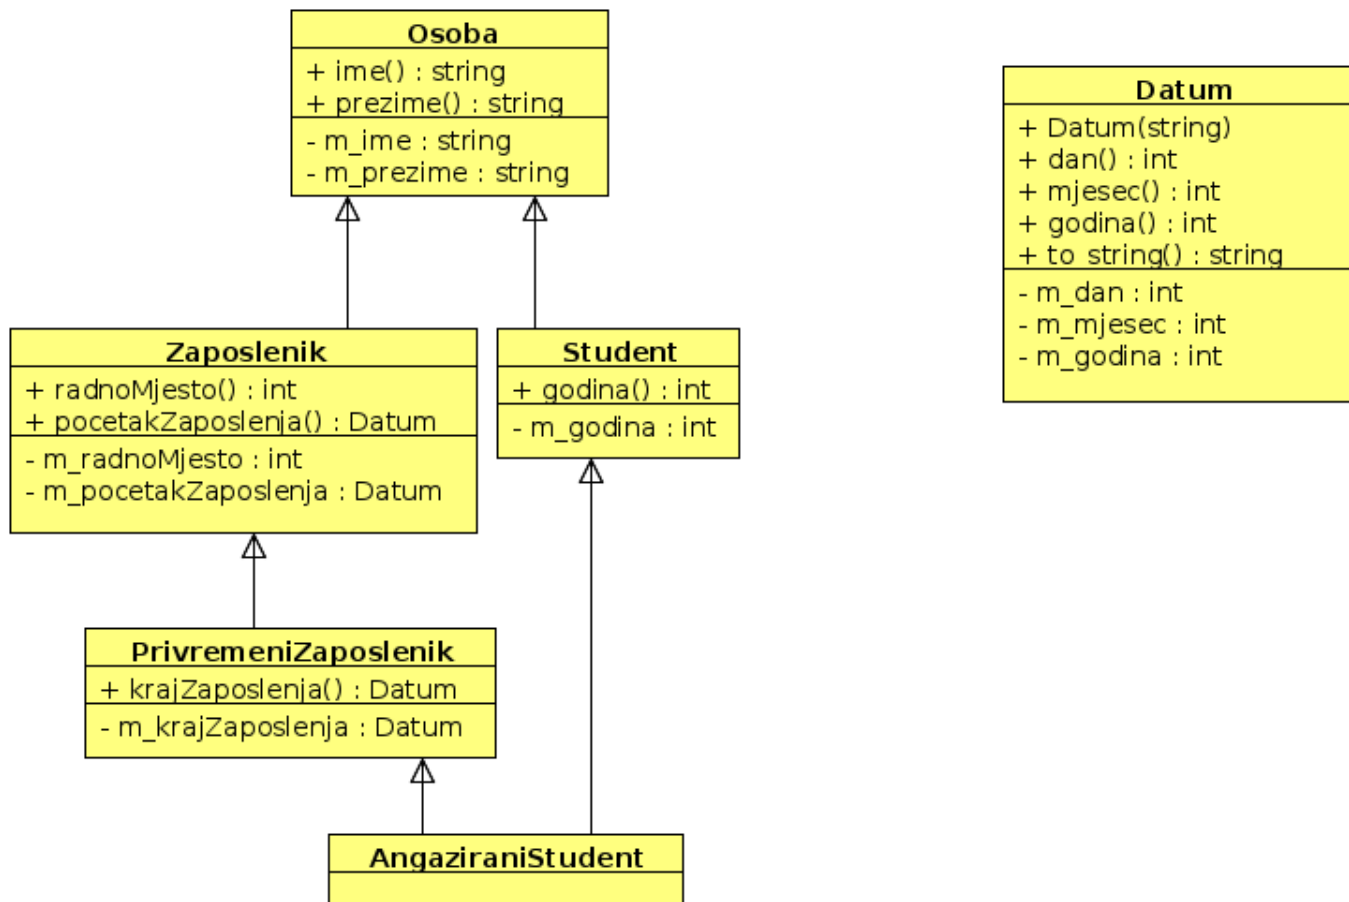 Osoba
+ ime() : string
+ prezime() : string
- m_ime : string
- m_prezime : string
Datum
+ Datum(string)
+ dan() : int
+ mjesec() : int
+ godina() : int
+ to_string() : string
- m_dan : int
- m_mjesec : int
- m_godina : int
Zaposlenik
+ radnoMjesto() : int
+ pocetakZaposlenja() : Datum
- m_radnoMjesto : int
- m_pocetakZaposlenja : Datum
Student
+ godina() : int
- m_godina : int
PrivremeniZaposlenik
+ krajZaposlenja() : Datum
- m_krajZaposlenja : Datum
AngaziraniStudent